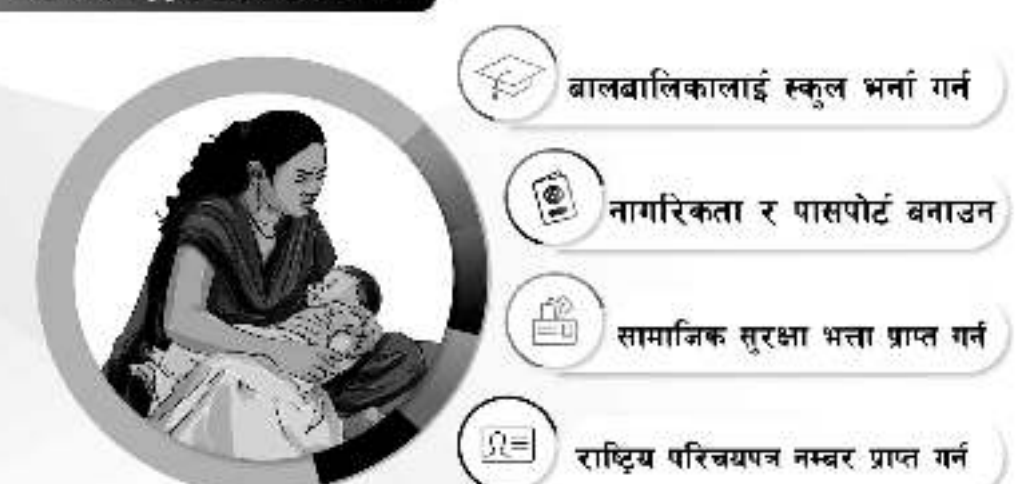 बालबालिकालाई स्कुल भर्ना गर्न
नागरिकता र पासपोर्ट बनाउन
सामाजिक सुरक्षा भत्ता प्राप्त गर्न
राष्ट्रिय परिचयपत्र नम्बर प्राप्त गर्न